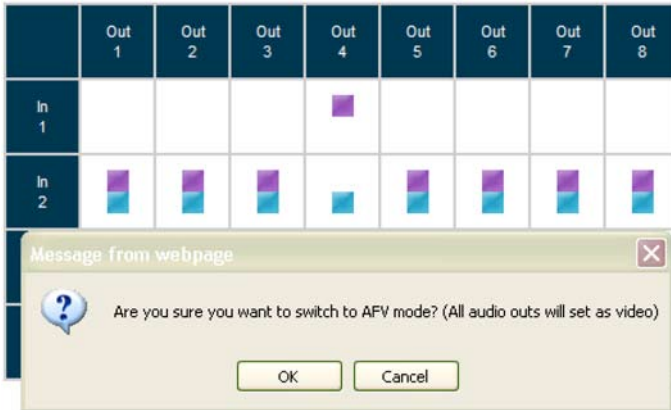 Out 1 Out 2 Out 3 Out 4 Out 5 Out 6 Out 7 Out 8
In 1
In 2
Message from webpage
Are you sure you want to switch to AFV mode? (All audio outs will set as video)
OK Cancel